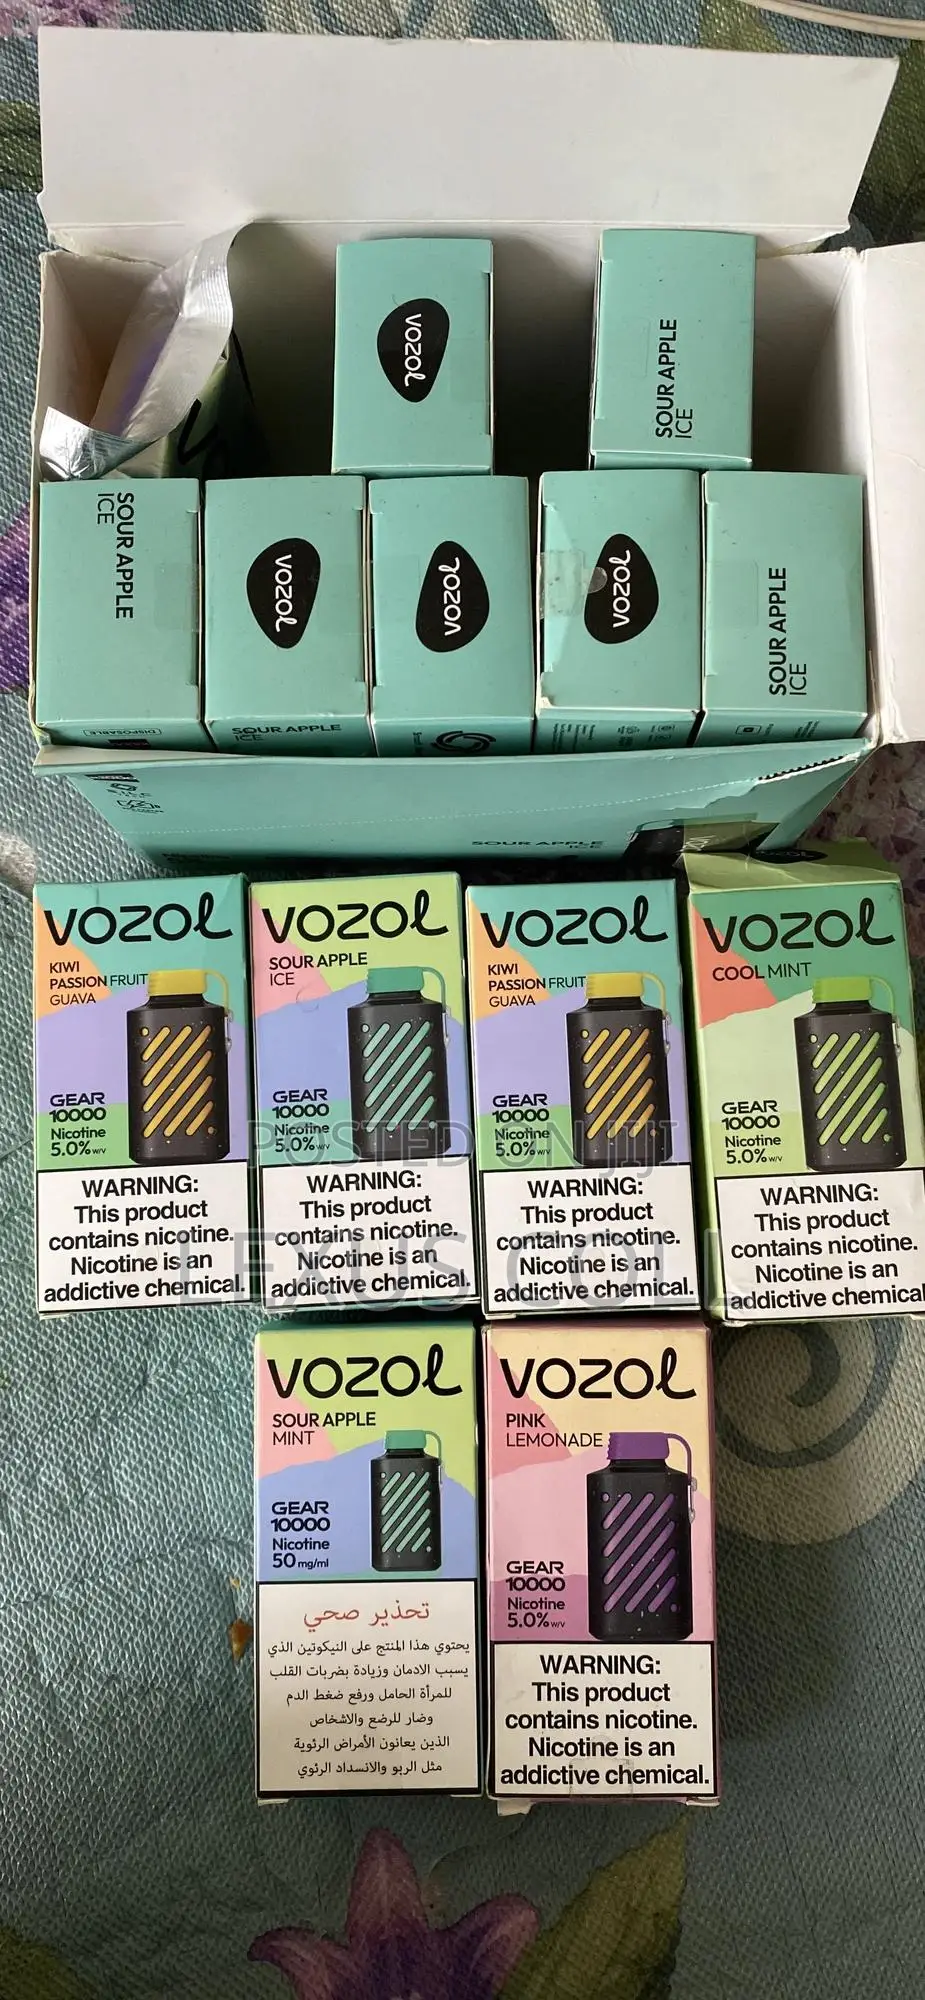 vozol
SOUR APPLE
ICE
SOUR APPLE
ICE
vozol
vozol
vozol
SOUR APPLE
ICE
DISPOSABLE
SOUR APPLE
ICE
SOUR APPLE
ICE
VOZOL
KIWI
PASSION FRUIT
GUAVA
GEAR
10000
Nicotine
5.0% w/v
WARNING:
This product
contains nicotine.
Nicotine is an
addictive chemical.
VOZOL
SOUR APPLE
ICE
GEAR
10000
Nicotine
5.0% w/v
WARNING:
This product
contains nicotine.
Nicotine is an
addictive chemical.
VOZOL
KIWI
PASSION FRUIT
GUAVA
GEAR
10000
Nicotine
5.0% w/v
WARNING:
This product
contains nicotine.
Nicotine is an
addictive chemical.
VOZOL
COOL MINT
GEAR
10000
Nicotine
5.0% w/v
WARNING:
This product
contains nicotine.
Nicotine is an
addictive chemical
POSTED ON JIJI
LEXUS COLL
VOZOL
SOUR APPLE
MINT
GEAR
10000
Nicotine
50 mg/ml
تحذير صحي
يحتوي هذا المنتج على النيكوتين الذي
يسبب الادمان وزيادة بضربات القلب
للمرأة الحامل ورفع ضغط الدم
وضار للرضع والاشخاص
الذين يعانون الأمراض الرئوية
مثل الربو والانسداد الرئوي
VOZOL
PINK
LEMONADE
GEAR
10000
Nicotine
5.0% w/v
WARNING:
This product
contains nicotine.
Nicotine is an
addictive chemical.